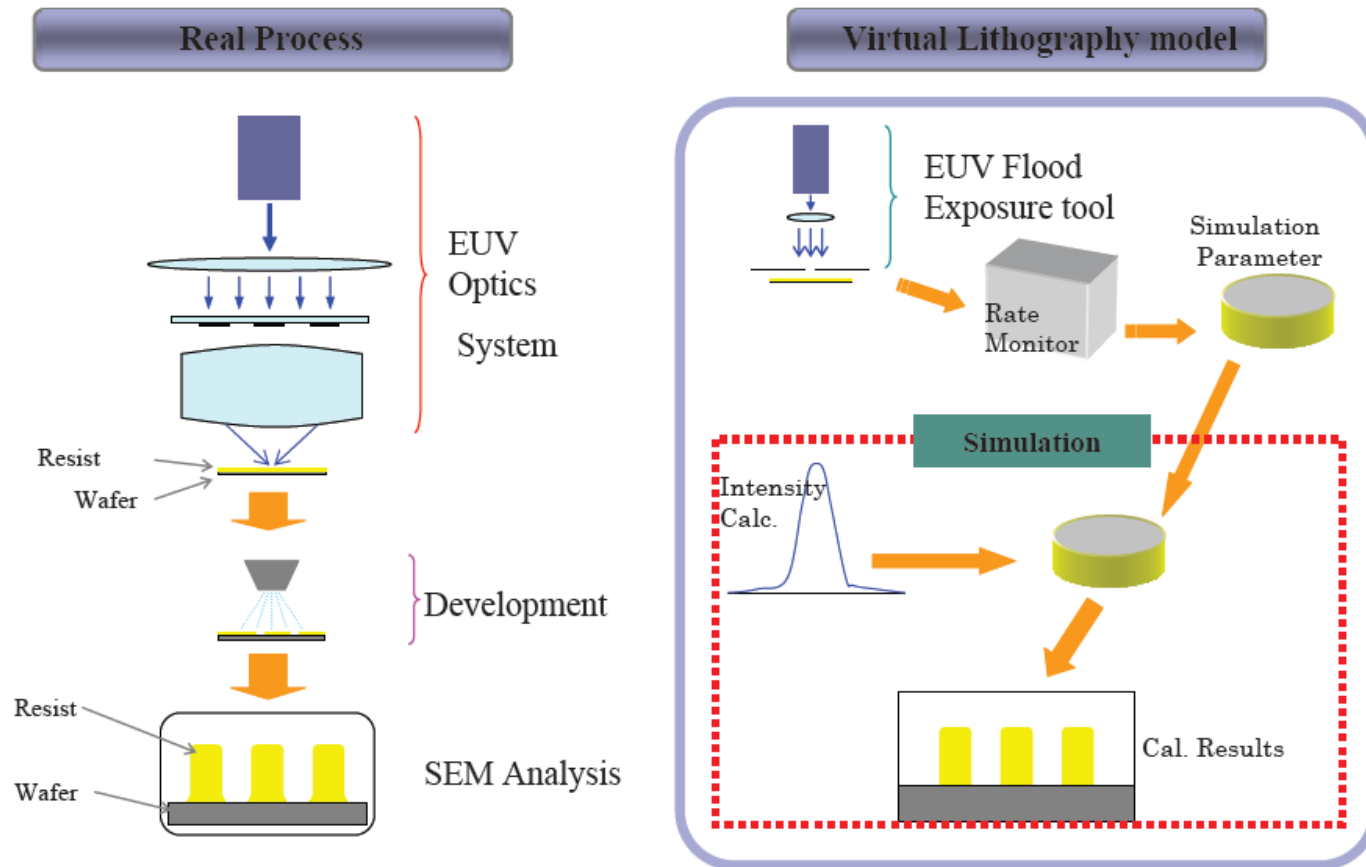 Real Process
EUV
Optics
System
Resist
Wafer
Development
Resist
Wafer
SEM Analysis
Virtual Lithography model
EUV Flood
Exposure tool
Simulation
Parameter
Rate
Monitor
Simulation
Intensity
Calc.
Cal. Results